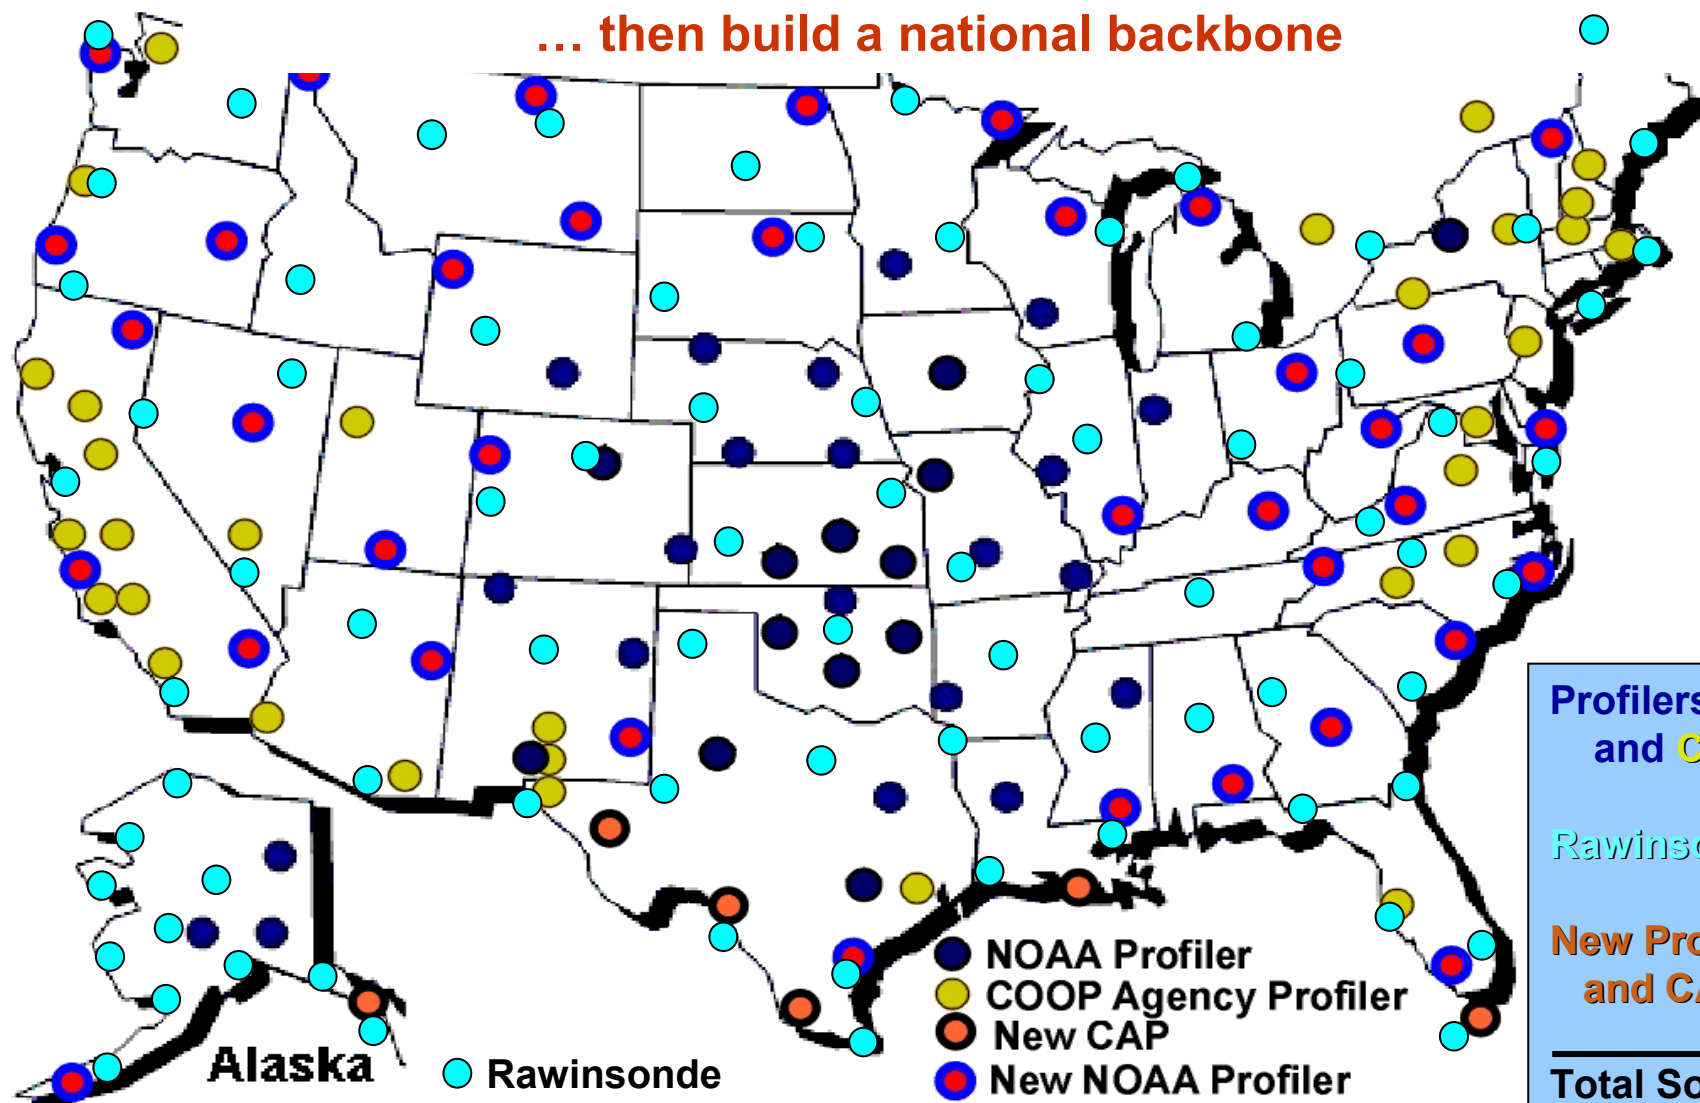 … then build a national backbone
Profilers
and
Alaska
Rawinsonde
NOAA Profiler
COOP Agency Profiler
New CAP
New NOAA Profiler
New
and
Total